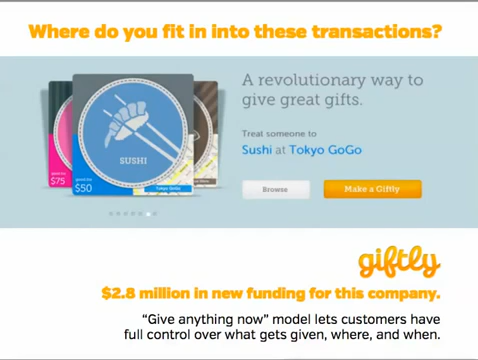 Where do you fit in into these transactions?
A revolutionary way to
give great gifts.
Treat someone to
Sushi at Tokyo GoGo
SUSHI
$75
$50
Tokyo GoGo
Browse
Make a Giftly
giftly
$2.8 million in new funding for this company.
“Give anything now” model lets customers have
full control over what gets given, where, and when.